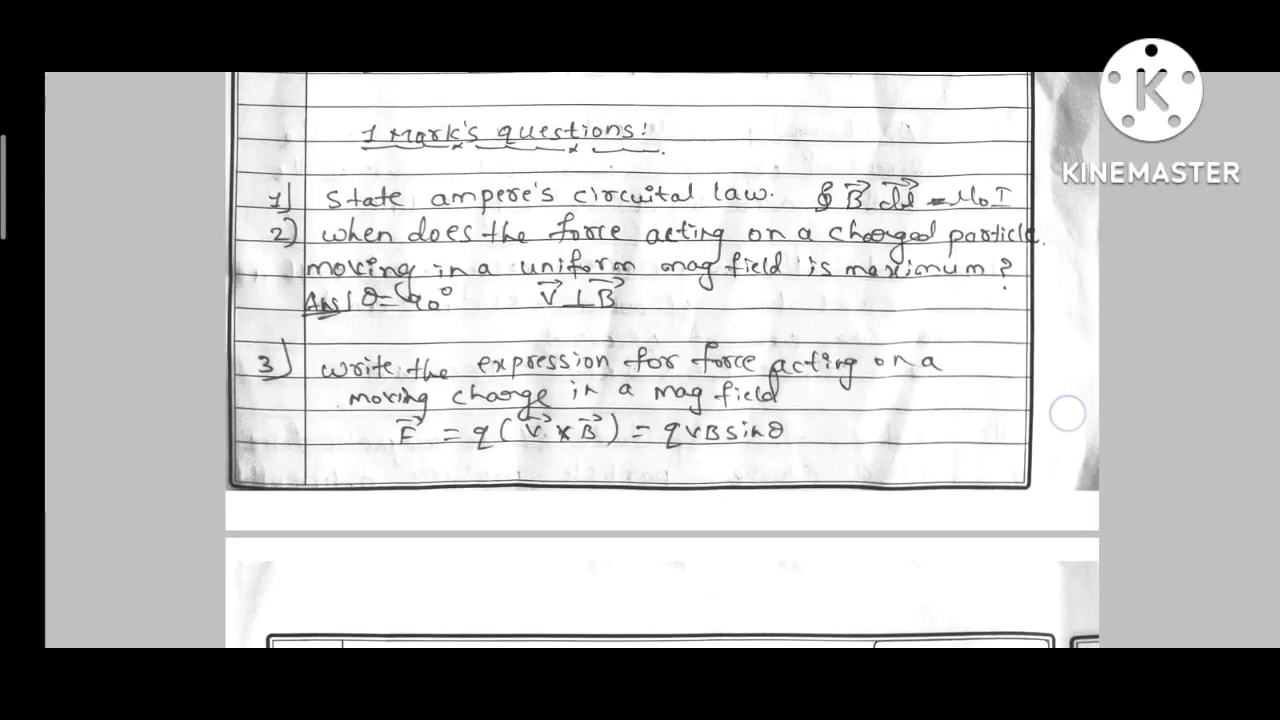 1 Mark's questions:
1) State ampere's circuital law. ∮ B⃗ d⃗l = μ₀I
2) when does the force acting on a charged particle
moving in a uniform mag field is maximum?
Ans| θ = 90° V⃗ ⊥ B⃗
3) write the expression for force acting on a
moving charge in a mag field
F⃗ = q (V⃗ × B⃗) = qVB sinθ
K
KINEMASTER